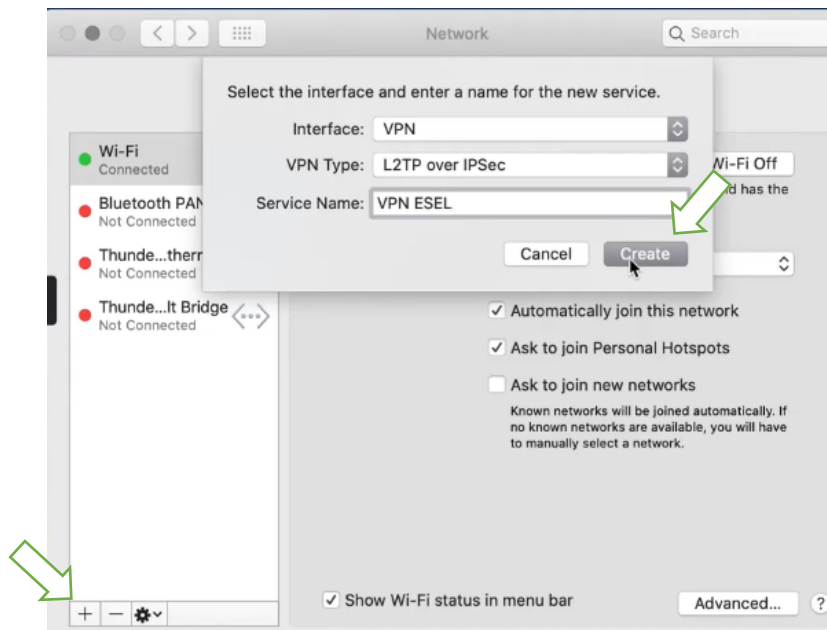 Network
Search
Select the interface and enter a name for the new service.
Interface: VPN
VPN Type: L2TP over IPSec
Service Name: VPN ESEL
Cancel
Create
Wi-Fi
Connected
Bluetooth PAN
Not Connected
Thunde...therr
Not Connected
Thunde...lt Bridge
Not Connected
Wi-Fi Off
d has the
Automatically join this network
Ask to join Personal Hotspots
Ask to join new networks
Known networks will be joined automatically. If
no known networks are available, you will have
to manually select a network.
+ −
Show Wi-Fi status in menu bar
Advanced...
?